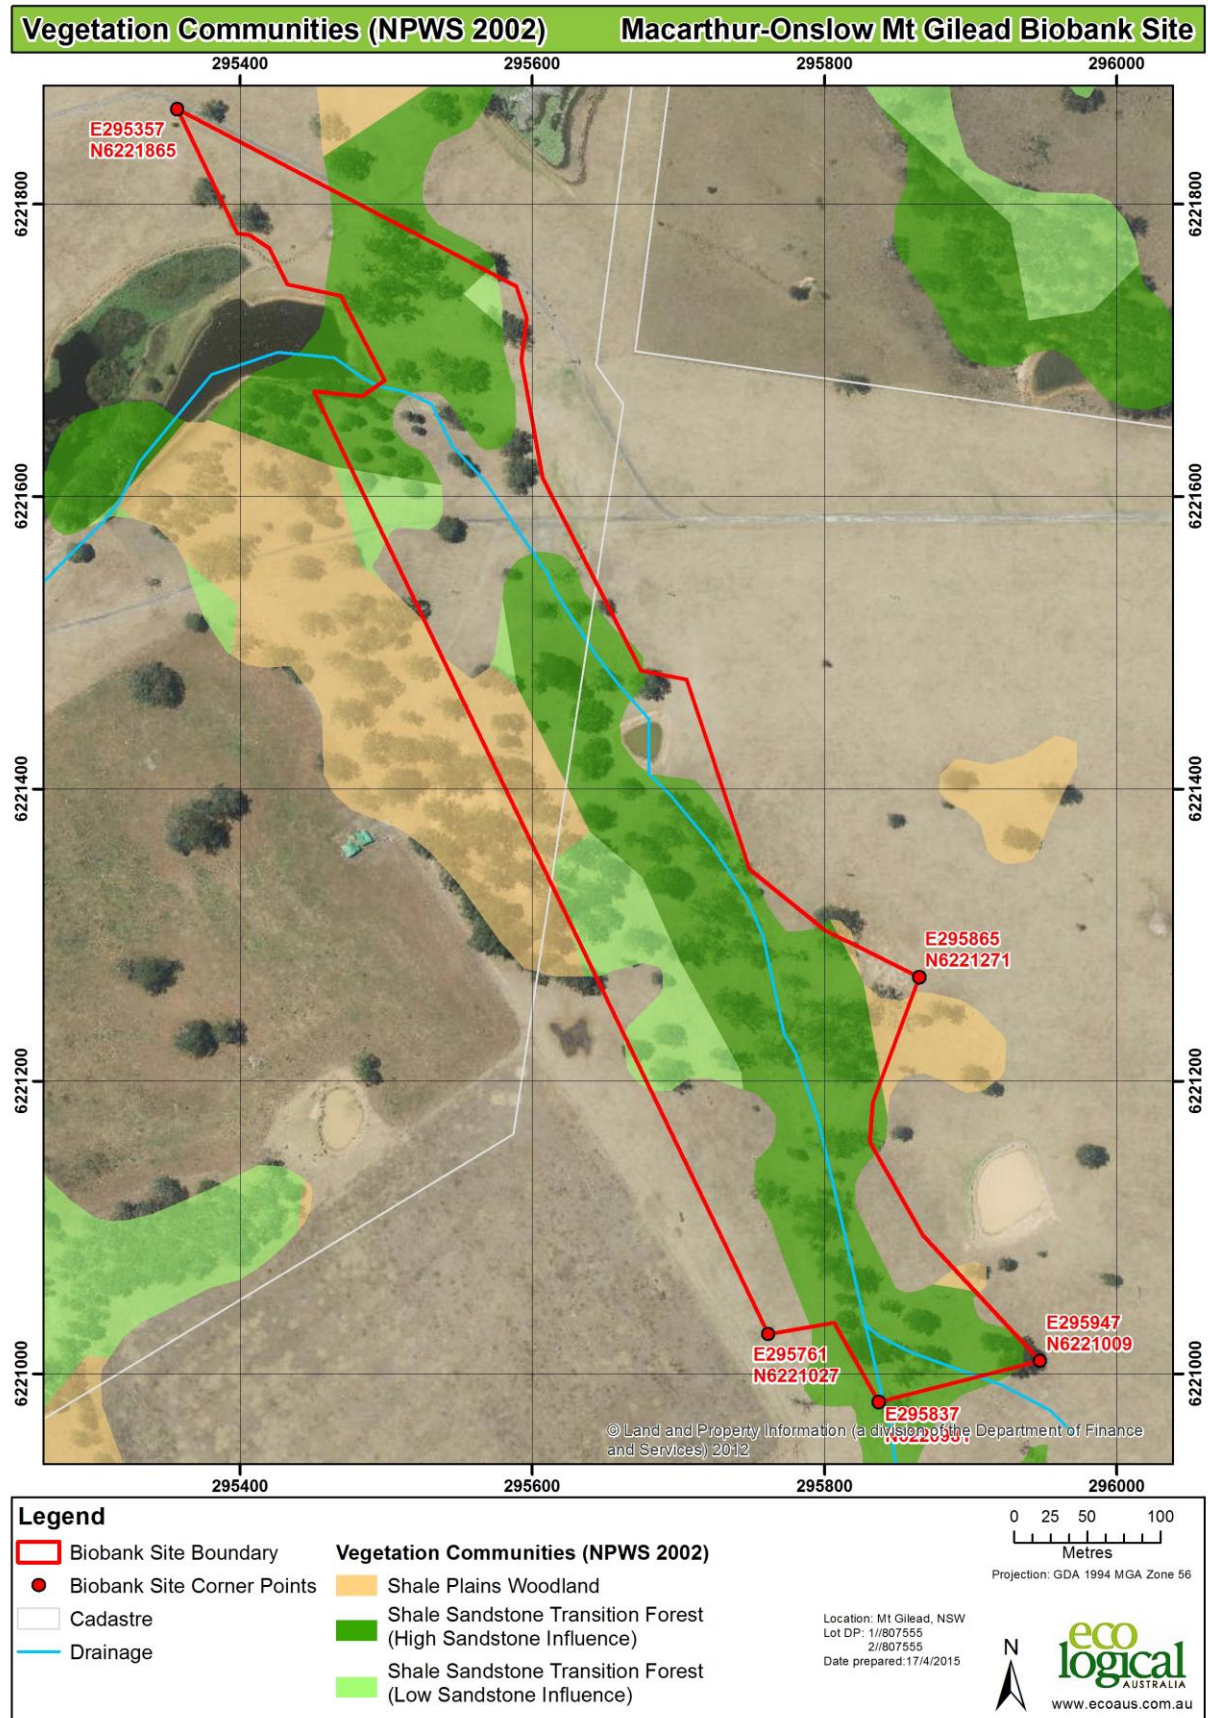 Vegetation Communities (NPWS 2002)
Macarthur-Onslow Mt Gilead Biobank Site
295400 295600 295800 296000
E295357
N6221865
6221800 6221800
6221600 6221600
6221400 6221400
E295865
N6221271
6221200 6221200
E295947
N6221009
E295761
N6221027
6221000 6221000
E295837
N6220981
© Land and Property Information (a division of the Department of Finance
and Services) 2012
295400 295600 295800 296000
Legend
Biobank Site Boundary
Biobank Site Corner Points
Cadastre
Drainage
Vegetation Communities (NPWS 2002)
Shale Plains Woodland
Shale Sandstone Transition Forest
(High Sandstone Influence)
Shale Sandstone Transition Forest
(Low Sandstone Influence)
0 25 50 100
Metres
Projection: GDA 1994 MGA Zone 56
Location: Mt Gilead, NSW
Lot DP: 1//807555
2//807555
Date prepared:17/4/2015
N
eco
logical
AUSTRALIA
www.ecoaus.com.au